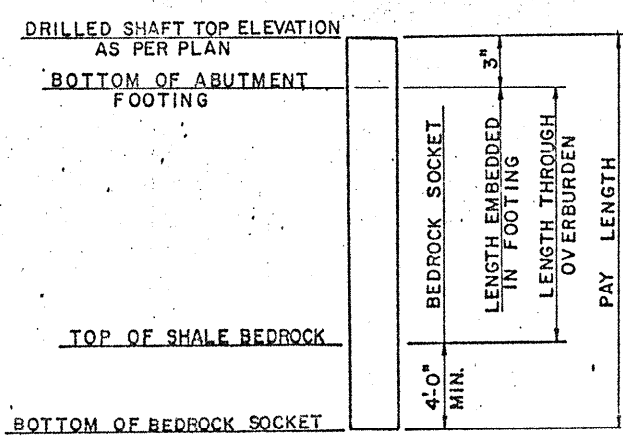 DRILLED SHAFT TOP ELEVATION
AS PER PLAN
BOTTOM OF ABUTMENT
FOOTING
TOP OF SHALE BEDROCK
BOTTOM OF BEDROCK SOCKET
BEDROCK SOCKET
4'-0"
MIN.
3"
LENGTH EMBEDDED
IN FOOTING
LENGTH THROUGH
OVERBURDEN
PAY LENGTH